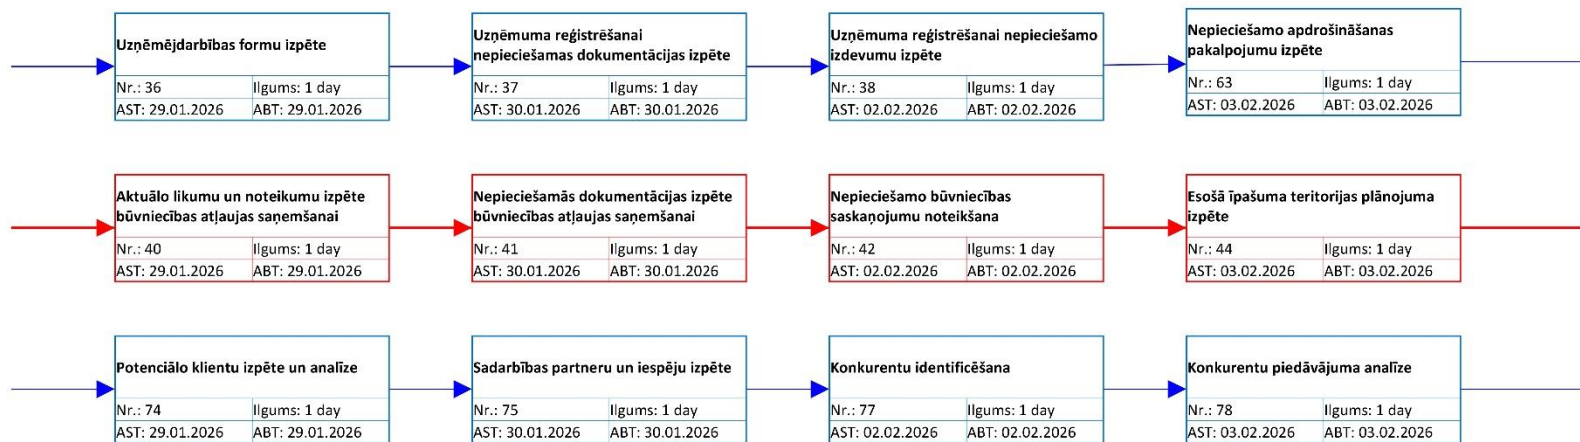 Uzņēmējdarbības formu izpēte
Nr.: 36 Ilgums: 1 day
AST: 29.01.2026 ABT: 29.01.2026
Uzņēmuma reģistrēšanai
nepieciešamas dokumentācijas izpēte
Nr.: 37 Ilgums: 1 day
AST: 30.01.2026 ABT: 30.01.2026
Uzņēmuma reģistrēšanai nepieciešamo
izdevumu izpēte
Nr.: 38 Ilgums: 1 day
AST: 02.02.2026 ABT: 02.02.2026
Nepieciešamo apdrošināšanas
pakalpojumu izpēte
Nr.: 63 Ilgums: 1 day
AST: 03.02.2026 ABT: 03.02.2026
Aktuālo likumu un noteikumu izpēte
būvniecības atļaujas saņemšanai
Nr.: 40 Ilgums: 1 day
AST: 29.01.2026 ABT: 29.01.2026
Nepieciešamās dokumentācijas izpēte
būvniecības atļaujas saņemšanai
Nr.: 41 Ilgums: 1 day
AST: 30.01.2026 ABT: 30.01.2026
Nepieciešamo būvniecības
saskaņojumu noteikšana
Nr.: 42 Ilgums: 1 day
AST: 02.02.2026 ABT: 02.02.2026
Esošā īpašuma teritorijas plānojuma
izpēte
Nr.: 44 Ilgums: 1 day
AST: 03.02.2026 ABT: 03.02.2026
Potenciālo klientu izpēte un analīze
Nr.: 74 Ilgums: 1 day
AST: 29.01.2026 ABT: 29.01.2026
Sadarbības partneru un iespēju izpēte
Nr.: 75 Ilgums: 1 day
AST: 30.01.2026 ABT: 30.01.2026
Konkurentu identificēšana
Nr.: 77 Ilgums: 1 day
AST: 02.02.2026 ABT: 02.02.2026
Konkurentu piedāvājuma analīze
Nr.: 78 Ilgums: 1 day
AST: 03.02.2026 ABT: 03.02.2026